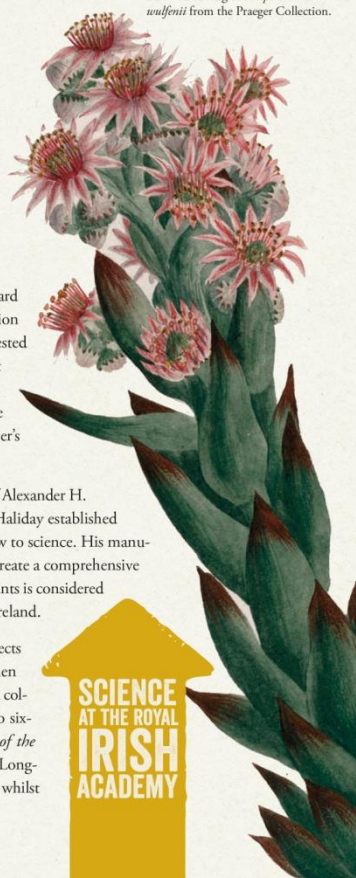 wulfenii from the Praeger Collection.
ard
ion
ested
e
er's
Alexander H.
Haliday established
w to science. His manu-
reate a comprehensive
nts is considered
reland.
ects
en
col-
o six-
of the
Long-
whilst
SCIENCE
AT THE ROYAL
IRISH
ACADEMY